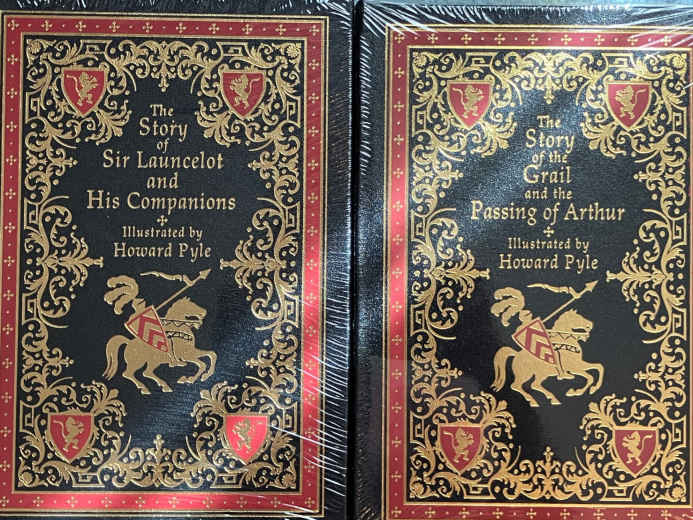 The
Story
of
Sir Launcelot
and
His Companions
Illustrated by
Howard Pyle
The
Story
of the
Grail
and the
Passing of Arthur
Illustrated by
Howard Pyle